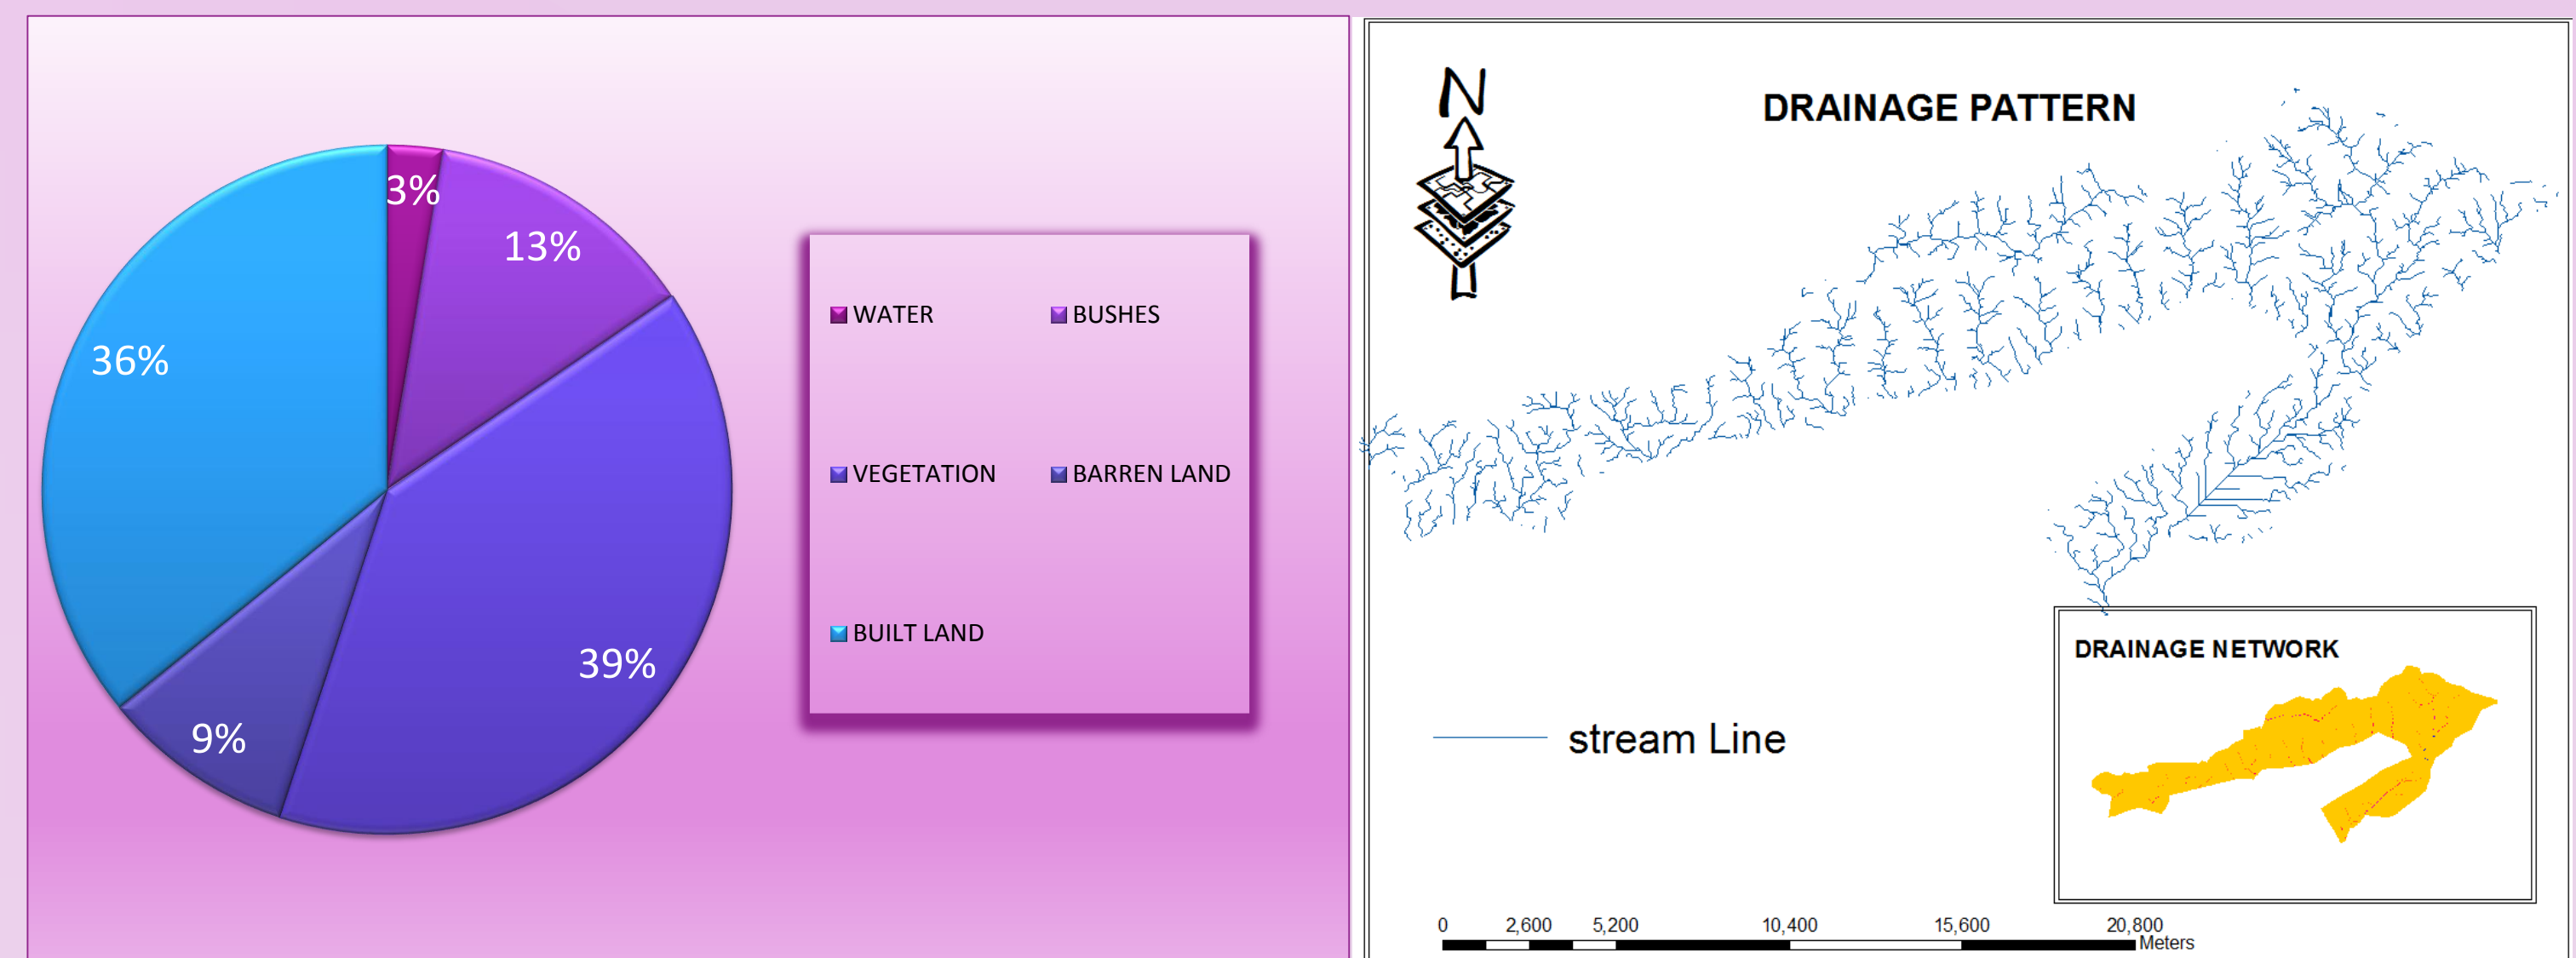 3%
13%
36%
39%
9%
WATER
BUSHES
VEGETATION
BARREN LAND
BUILT LAND
N
DRAINAGE PATTERN
stream Line
DRAINAGE NETWORK
0 2,600 5,200 10,400 15,600 20,800
Meters